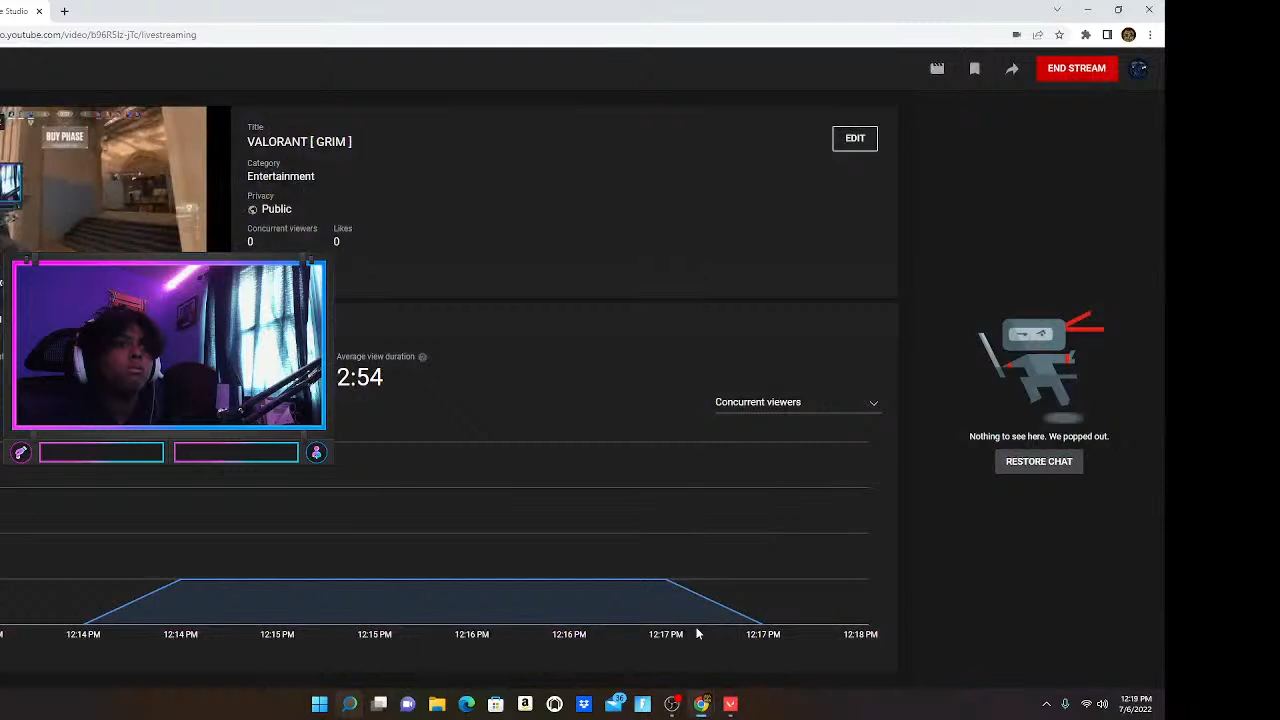 e Studio
o.youtube.com/video/b96R5Iz-jTc/livestreaming
END STREAM
BUY PHASE
Title
VALORANT [ GRIM ]
EDIT
Category
Entertainment
Privacy
Public
Concurrent viewers
Likes
0
0
Average view duration
2:54
Concurrent viewers
Nothing to see here. We popped out.
RESTORE CHAT
12:14 PM
12:14 PM
12:15 PM
12:15 PM
12:16 PM
12:16 PM
12:17 PM
12:17 PM
12:18 PM
36
12:19 PM
7/6/2022